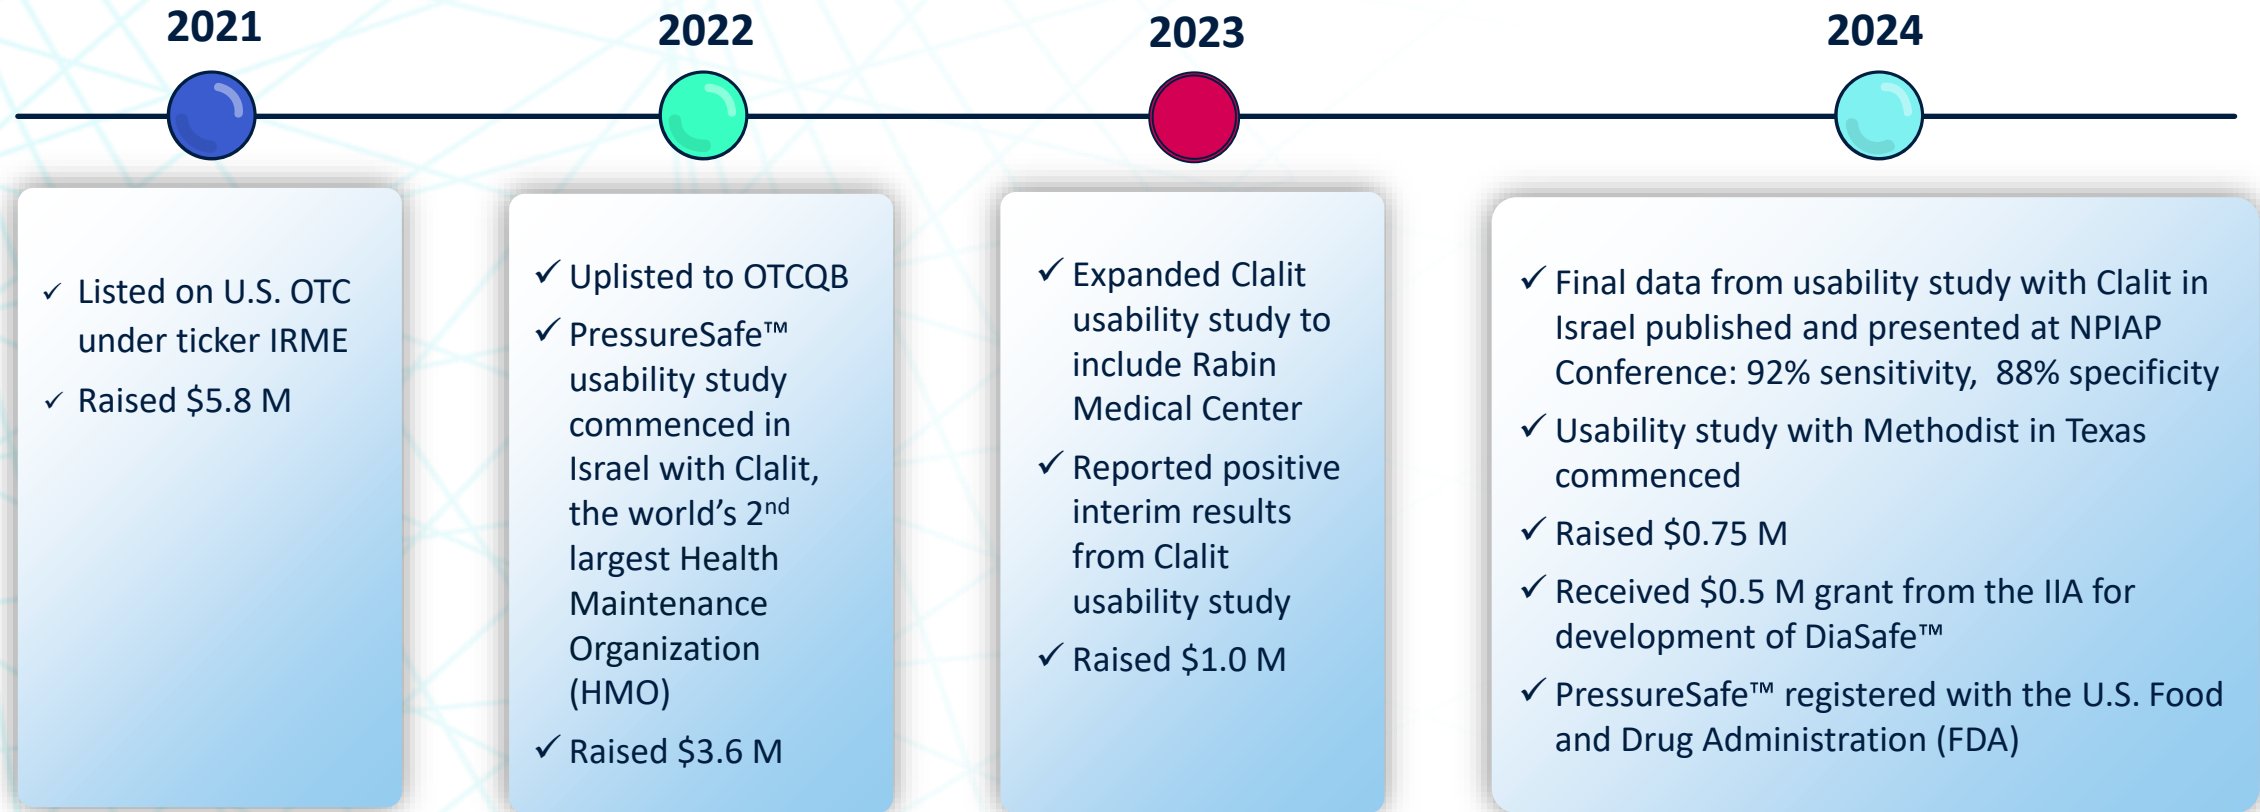 2021
2022
2023
2024
✓ Listed on U.S. OTC
under ticker IRME
✓ Raised $5.8 M
✓ Uplisted to OTCQB
✓ PressureSafe™
usability study
commenced in
Israel with Clalit,
the world’s 2nd
largest Health
Maintenance
Organization
(HMO)
✓ Raised $3.6 M
✓ Expanded Clalit
usability study to
include Rabin
Medical Center
✓ Reported positive
interim results
from Clalit
usability study
✓ Raised $1.0 M
✓ Final data from usability study with Clalit in
Israel published and presented at NPIAP
Conference: 92% sensitivity,  88% specificity
✓ Usability study with Methodist in Texas
commenced
✓ Raised $0.75 M
✓ Received $0.5 M grant from the IIA for
development of DiaSafe™
✓ PressureSafe™ registered with the U.S. Food
and Drug Administration (FDA)